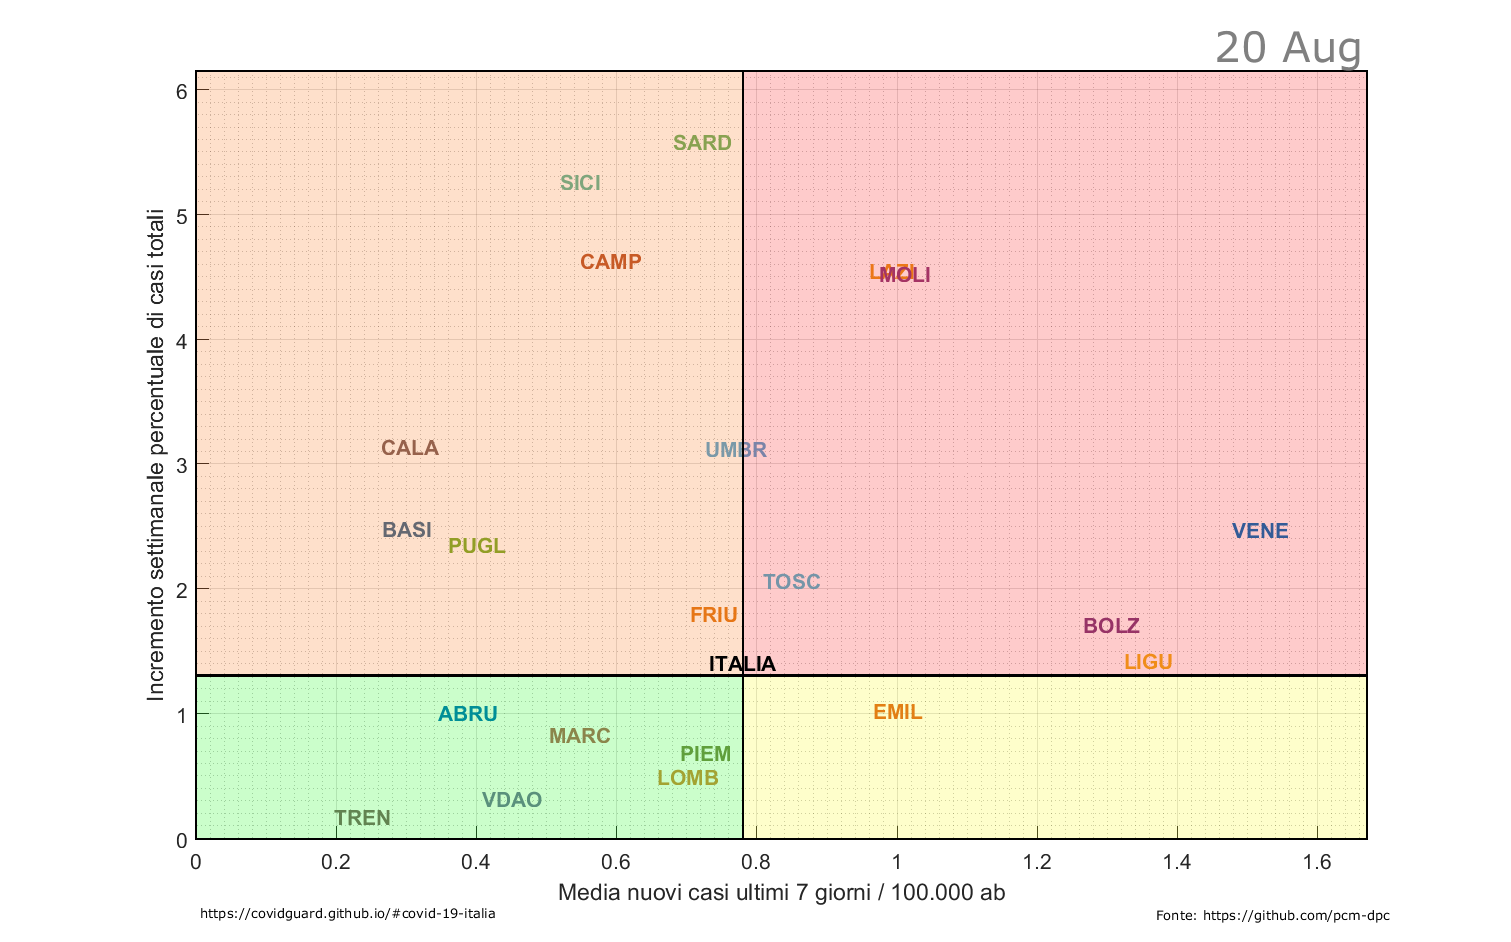 20 Aug
6
SARD
SICI
5
CAMP
LAZI
MOLI
4
CALA
UMBR
3
BASI
PUGL
VENE
TOSC
2
FRIU
BOLZ
ITALIA
LIGU
1
ABRU
EMIL
MARC
PIEM
LOMB
VDAO
TREN
0
Incremento settimanale percentuale di casi totali
0 0.2 0.4 0.6 0.8 1 1.2 1.4 1.6
Media nuovi casi ultimi 7 giorni / 100.000 ab
https://covidguard.github.io/#covid-19-italia
Fonte: https://github.com/pcm-dpc